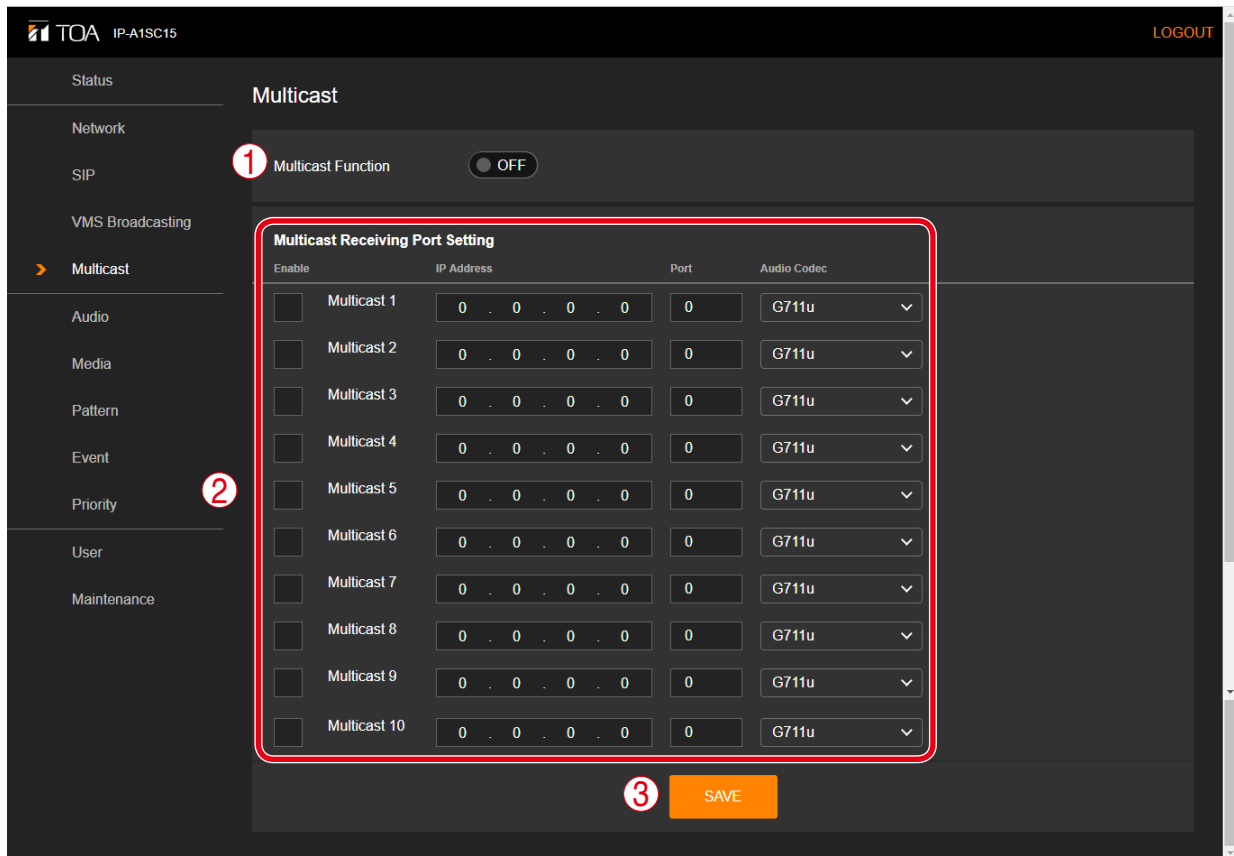 TOA IP-A1SC15
LOGOUT
Status
Network
SIP
VMS Broadcasting
Multicast
Audio
Media
Pattern
Event
Priority
User
Maintenance
Multicast
1 Multicast Function OFF
2
Multicast Receiving Port Setting
Enable IP Address Port Audio Codec
Multicast 1 0 . 0 . 0 . 0 0 G711u
Multicast 2 0 . 0 . 0 . 0 0 G711u
Multicast 3 0 . 0 . 0 . 0 0 G711u
Multicast 4 0 . 0 . 0 . 0 0 G711u
Multicast 5 0 . 0 . 0 . 0 0 G711u
Multicast 6 0 . 0 . 0 . 0 0 G711u
Multicast 7 0 . 0 . 0 . 0 0 G711u
Multicast 8 0 . 0 . 0 . 0 0 G711u
Multicast 9 0 . 0 . 0 . 0 0 G711u
Multicast 10 0 . 0 . 0 . 0 0 G711u
3 SAVE